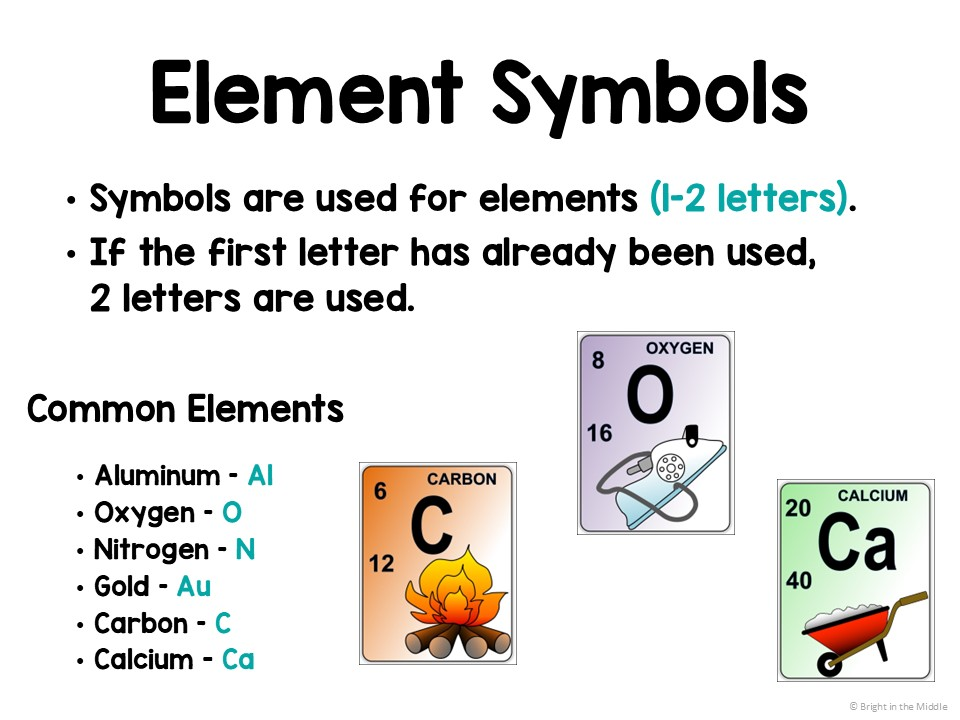 Element Symbols
• Symbols are used for elements (1-2 letters).
• If the first letter has already been used,
2 letters are used.
Common Elements
• Aluminum - Al
• Oxygen - O
• Nitrogen - N
• Gold - Au
• Carbon - C
• Calcium - Ca
6 CARBON
C
12
8 OXYGEN
O
16
20 CALCIUM
Ca
40
© Bright in the Middle